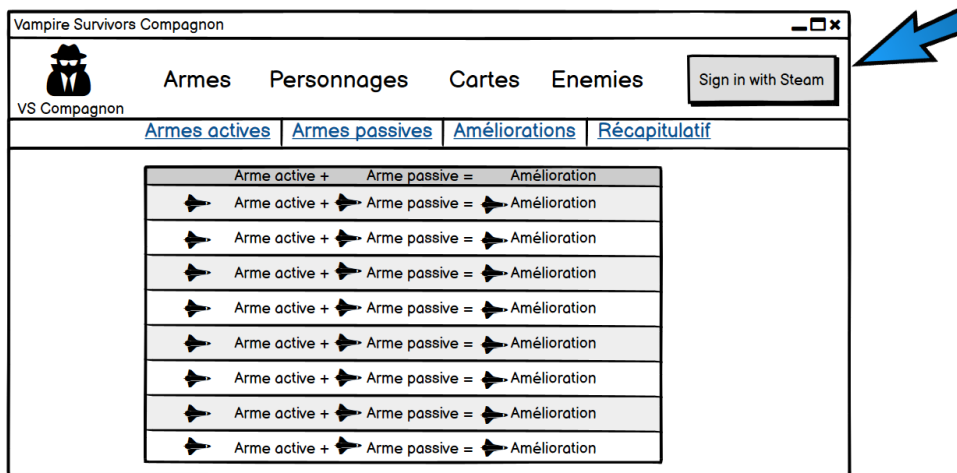 Vampire Survivors Compagnon
Armes Personnages Cartes Enemies Sign in with Steam
VS Compagnon
Armes actives Armes passives Améliorations Récapitulatif
Arme active + Arme passive = Amélioration
Arme active + Arme passive = Amélioration
Arme active + Arme passive = Amélioration
Arme active + Arme passive = Amélioration
Arme active + Arme passive = Amélioration
Arme active + Arme passive = Amélioration
Arme active + Arme passive = Amélioration
Arme active + Arme passive = Amélioration
Arme active + Arme passive = Amélioration